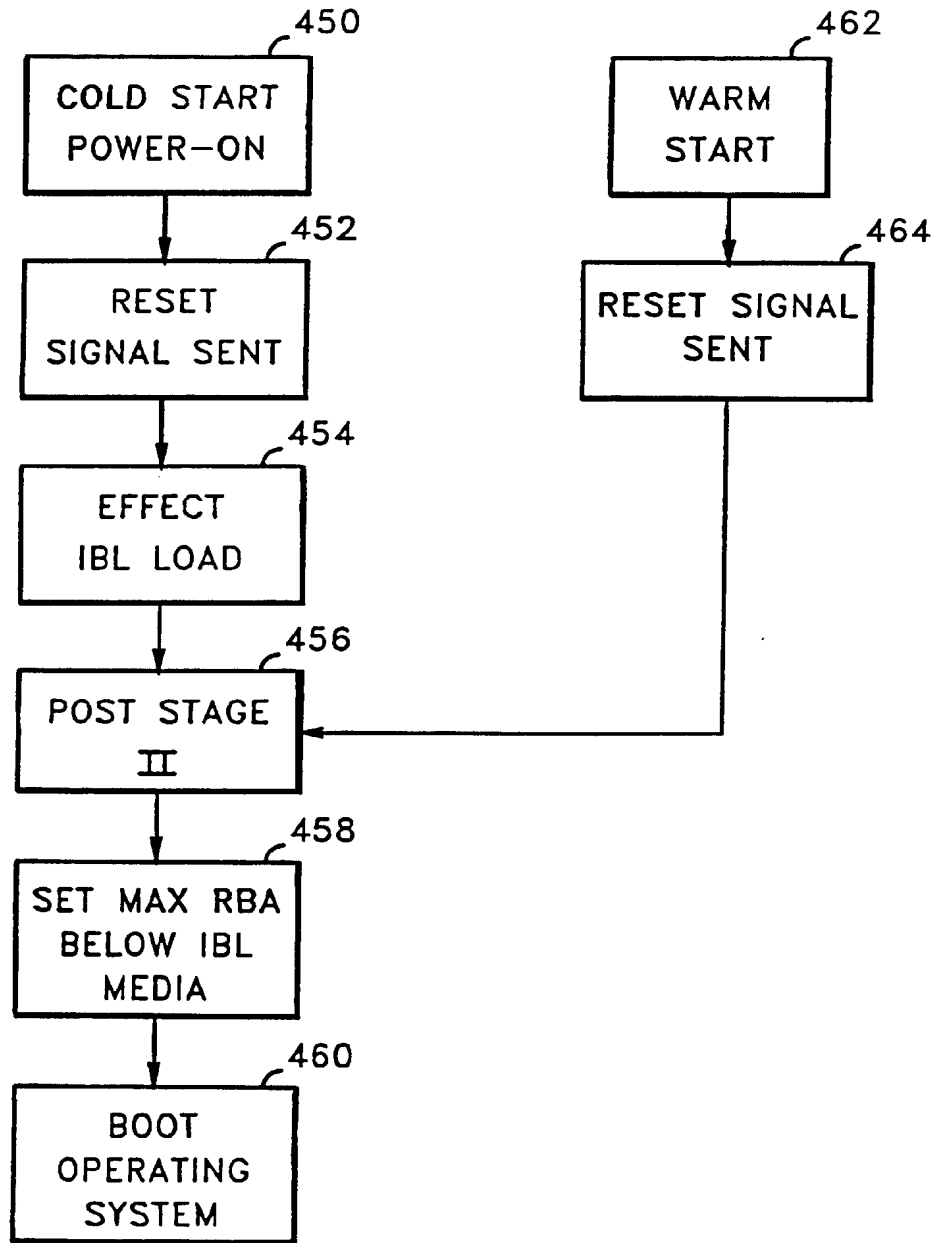 450
COLD START
POWER-ON
452
RESET
SIGNAL SENT
454
EFFECT
IBL LOAD
456
POST STAGE
II
458
SET MAX RBA
BELOW IBL
MEDIA
460
BOOT
OPERATING
SYSTEM
462
WARM
START
464
RESET SIGNAL
SENT